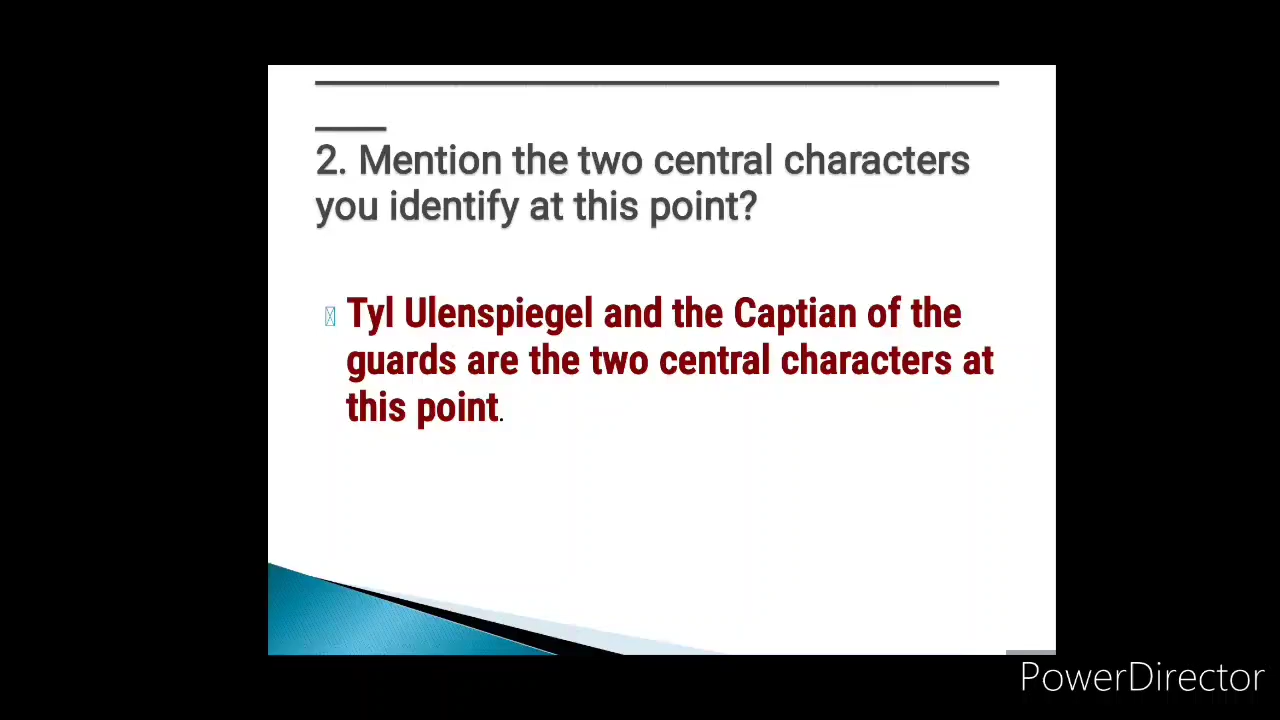 2. Mention the two central characters
you identify at this point?
Tyl Ulenspiegel and the Captian of the
guards are the two central characters at
this point.
PowerDirector